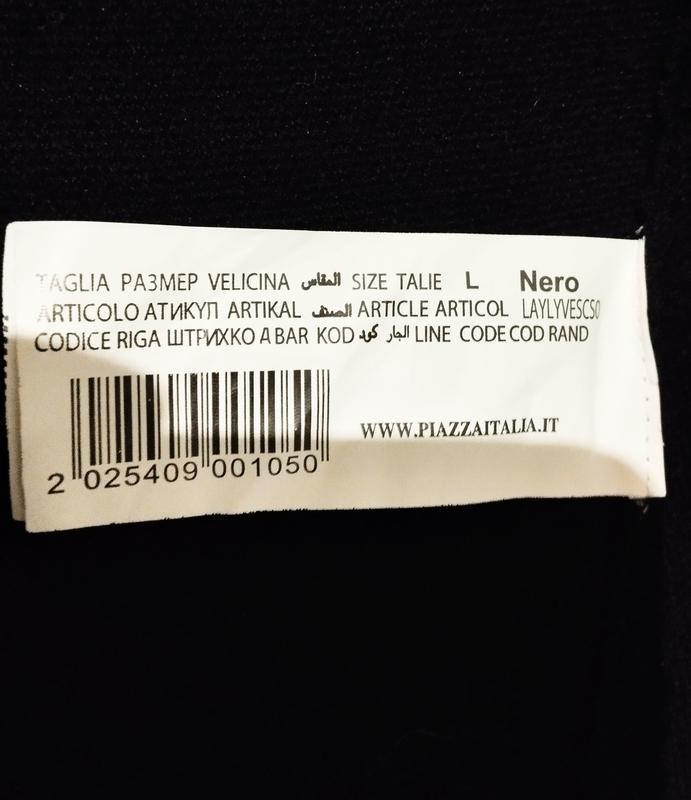 TAGLIA РАЗМЕР VELICINA المقاس SIZE TALIE L Nero
ARTICOLO АТИКУЛ ARTIKAL الصنف ARTICLE ARTICOL LAYLYVESCSO
CODICE RIGA ШТРИХКО Д BAR KOD الجار كود LINE CODE COD RAND
WWW.PIAZZAITALIA.IT
2 025409 001050